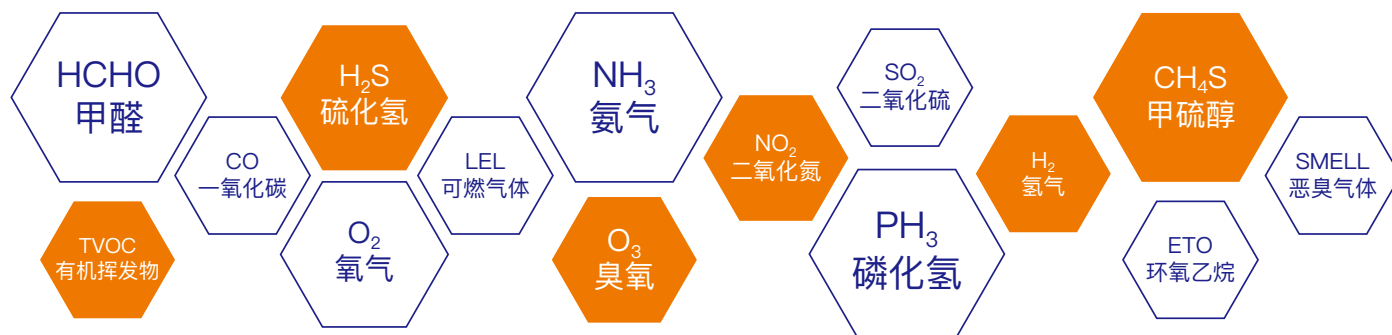 HCHO
甲醛
TVOC
有机挥发物
CO
一氧化碳
H₂S
硫化氢
O₂
氧气
LEL
可燃气体
NH₃
氨气
O₃
臭氧
NO₂
二氧化氮
SO₂
二氧化硫
PH₃
磷化氢
H₂
氢气
CH₄S
甲硫醇
ETO
环氧乙烷
SMELL
恶臭气体